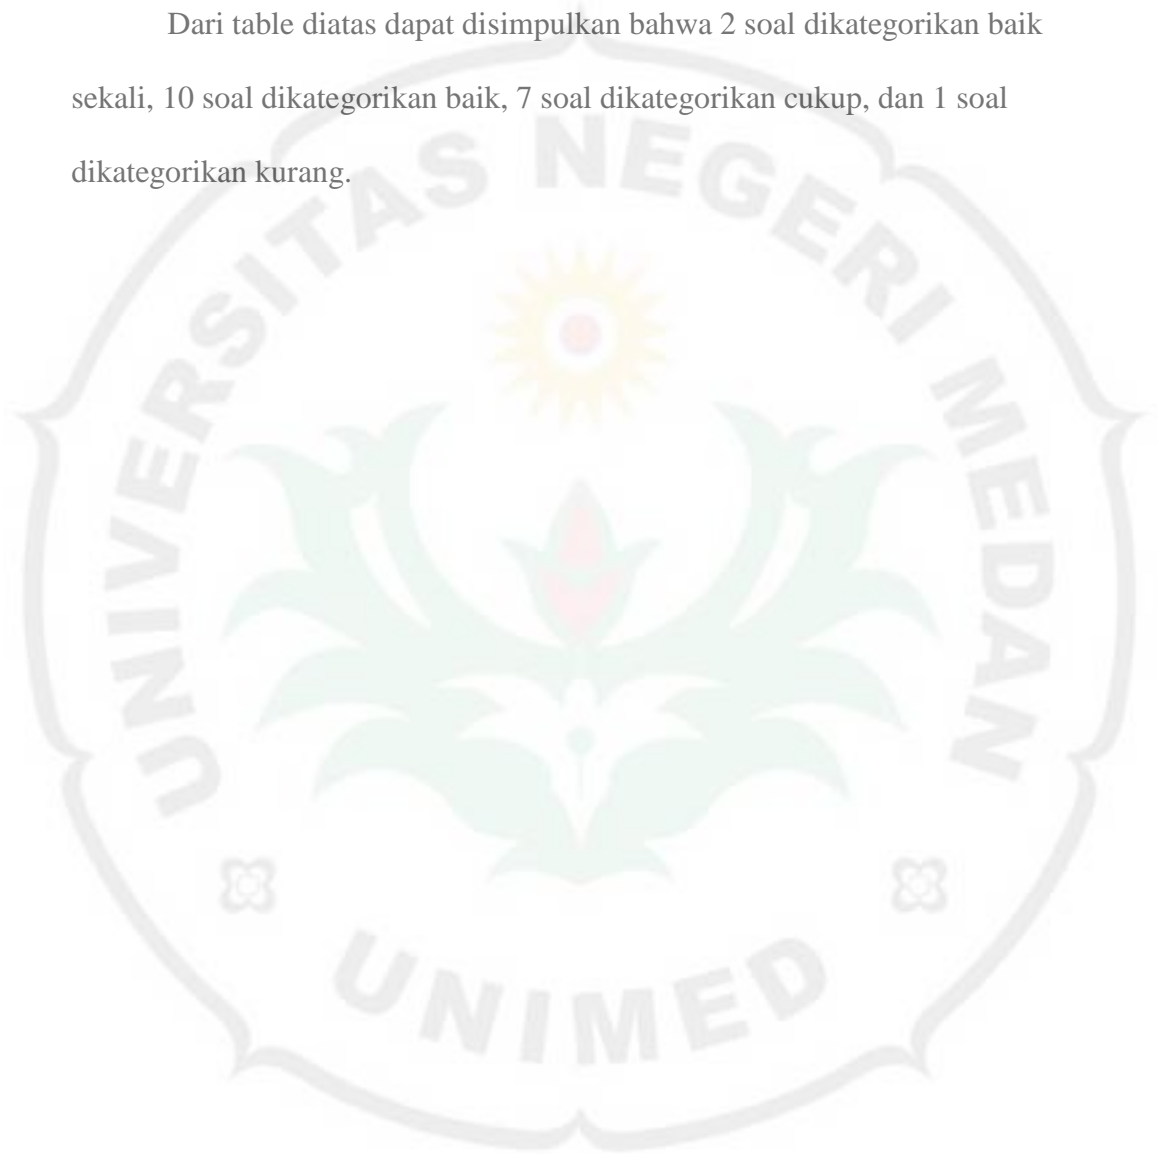 Dari table diatas dapat disimpulkan bahwa 2 soal dikategorikan baik
sekali, 10 soal dikategorikan baik, 7 soal dikategorikan cukup, dan 1 soal
dikategorikan kurang.
UNIVERSITAS NEGERI MEDAN
UNIMED